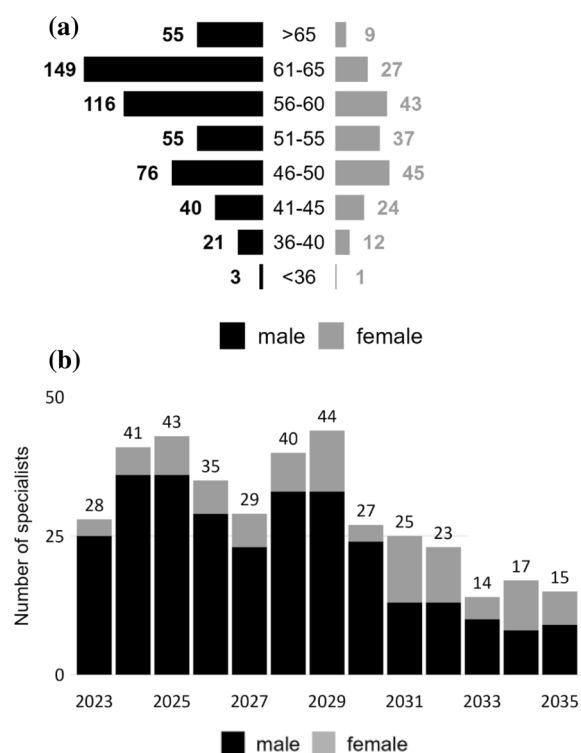 (a)
55 >65 9
149 61-65 27
116 56-60 43
55 51-55 37
76 46-50 45
40 41-45 24
21 36-40 12
3 <36 1
male female
(b)
Number of specialists
50
25
0
28 41 43 35 29 40 44 27 25 23 14 17 15
2023 2025 2027 2029 2031 2033 2035
male female